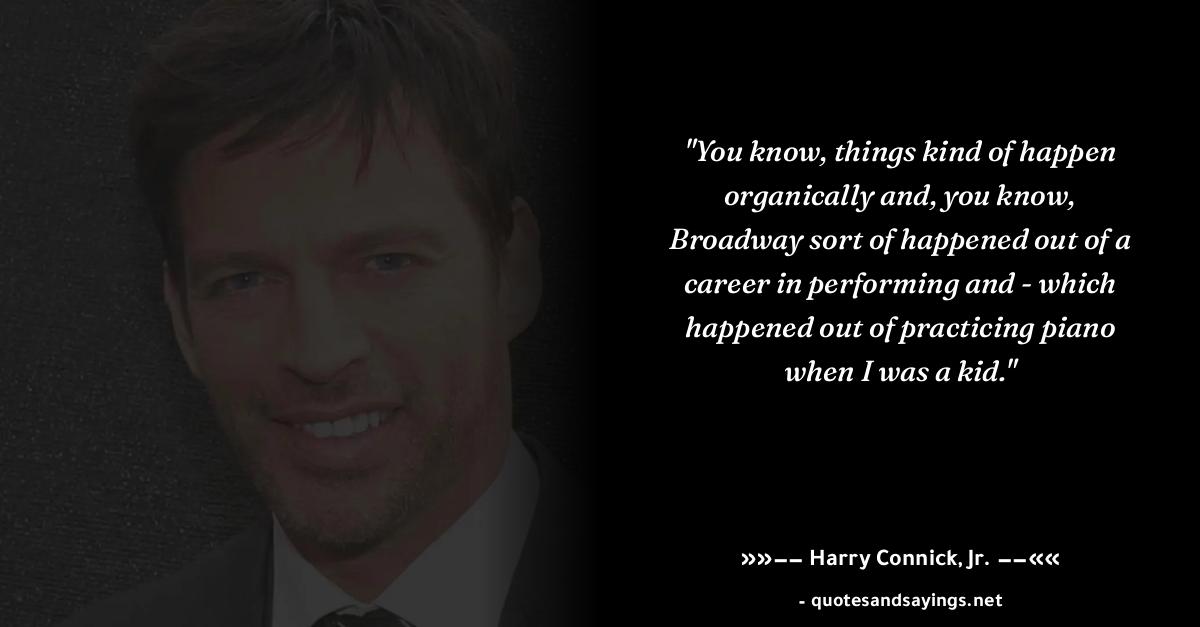 "You know, things kind of happen
organically and, you know,
Broadway sort of happened out of a
career in performing and - which
happened out of practicing piano
when I was a kid."
»»−− Harry Connick, Jr. −−««
- quotesandsayings.net